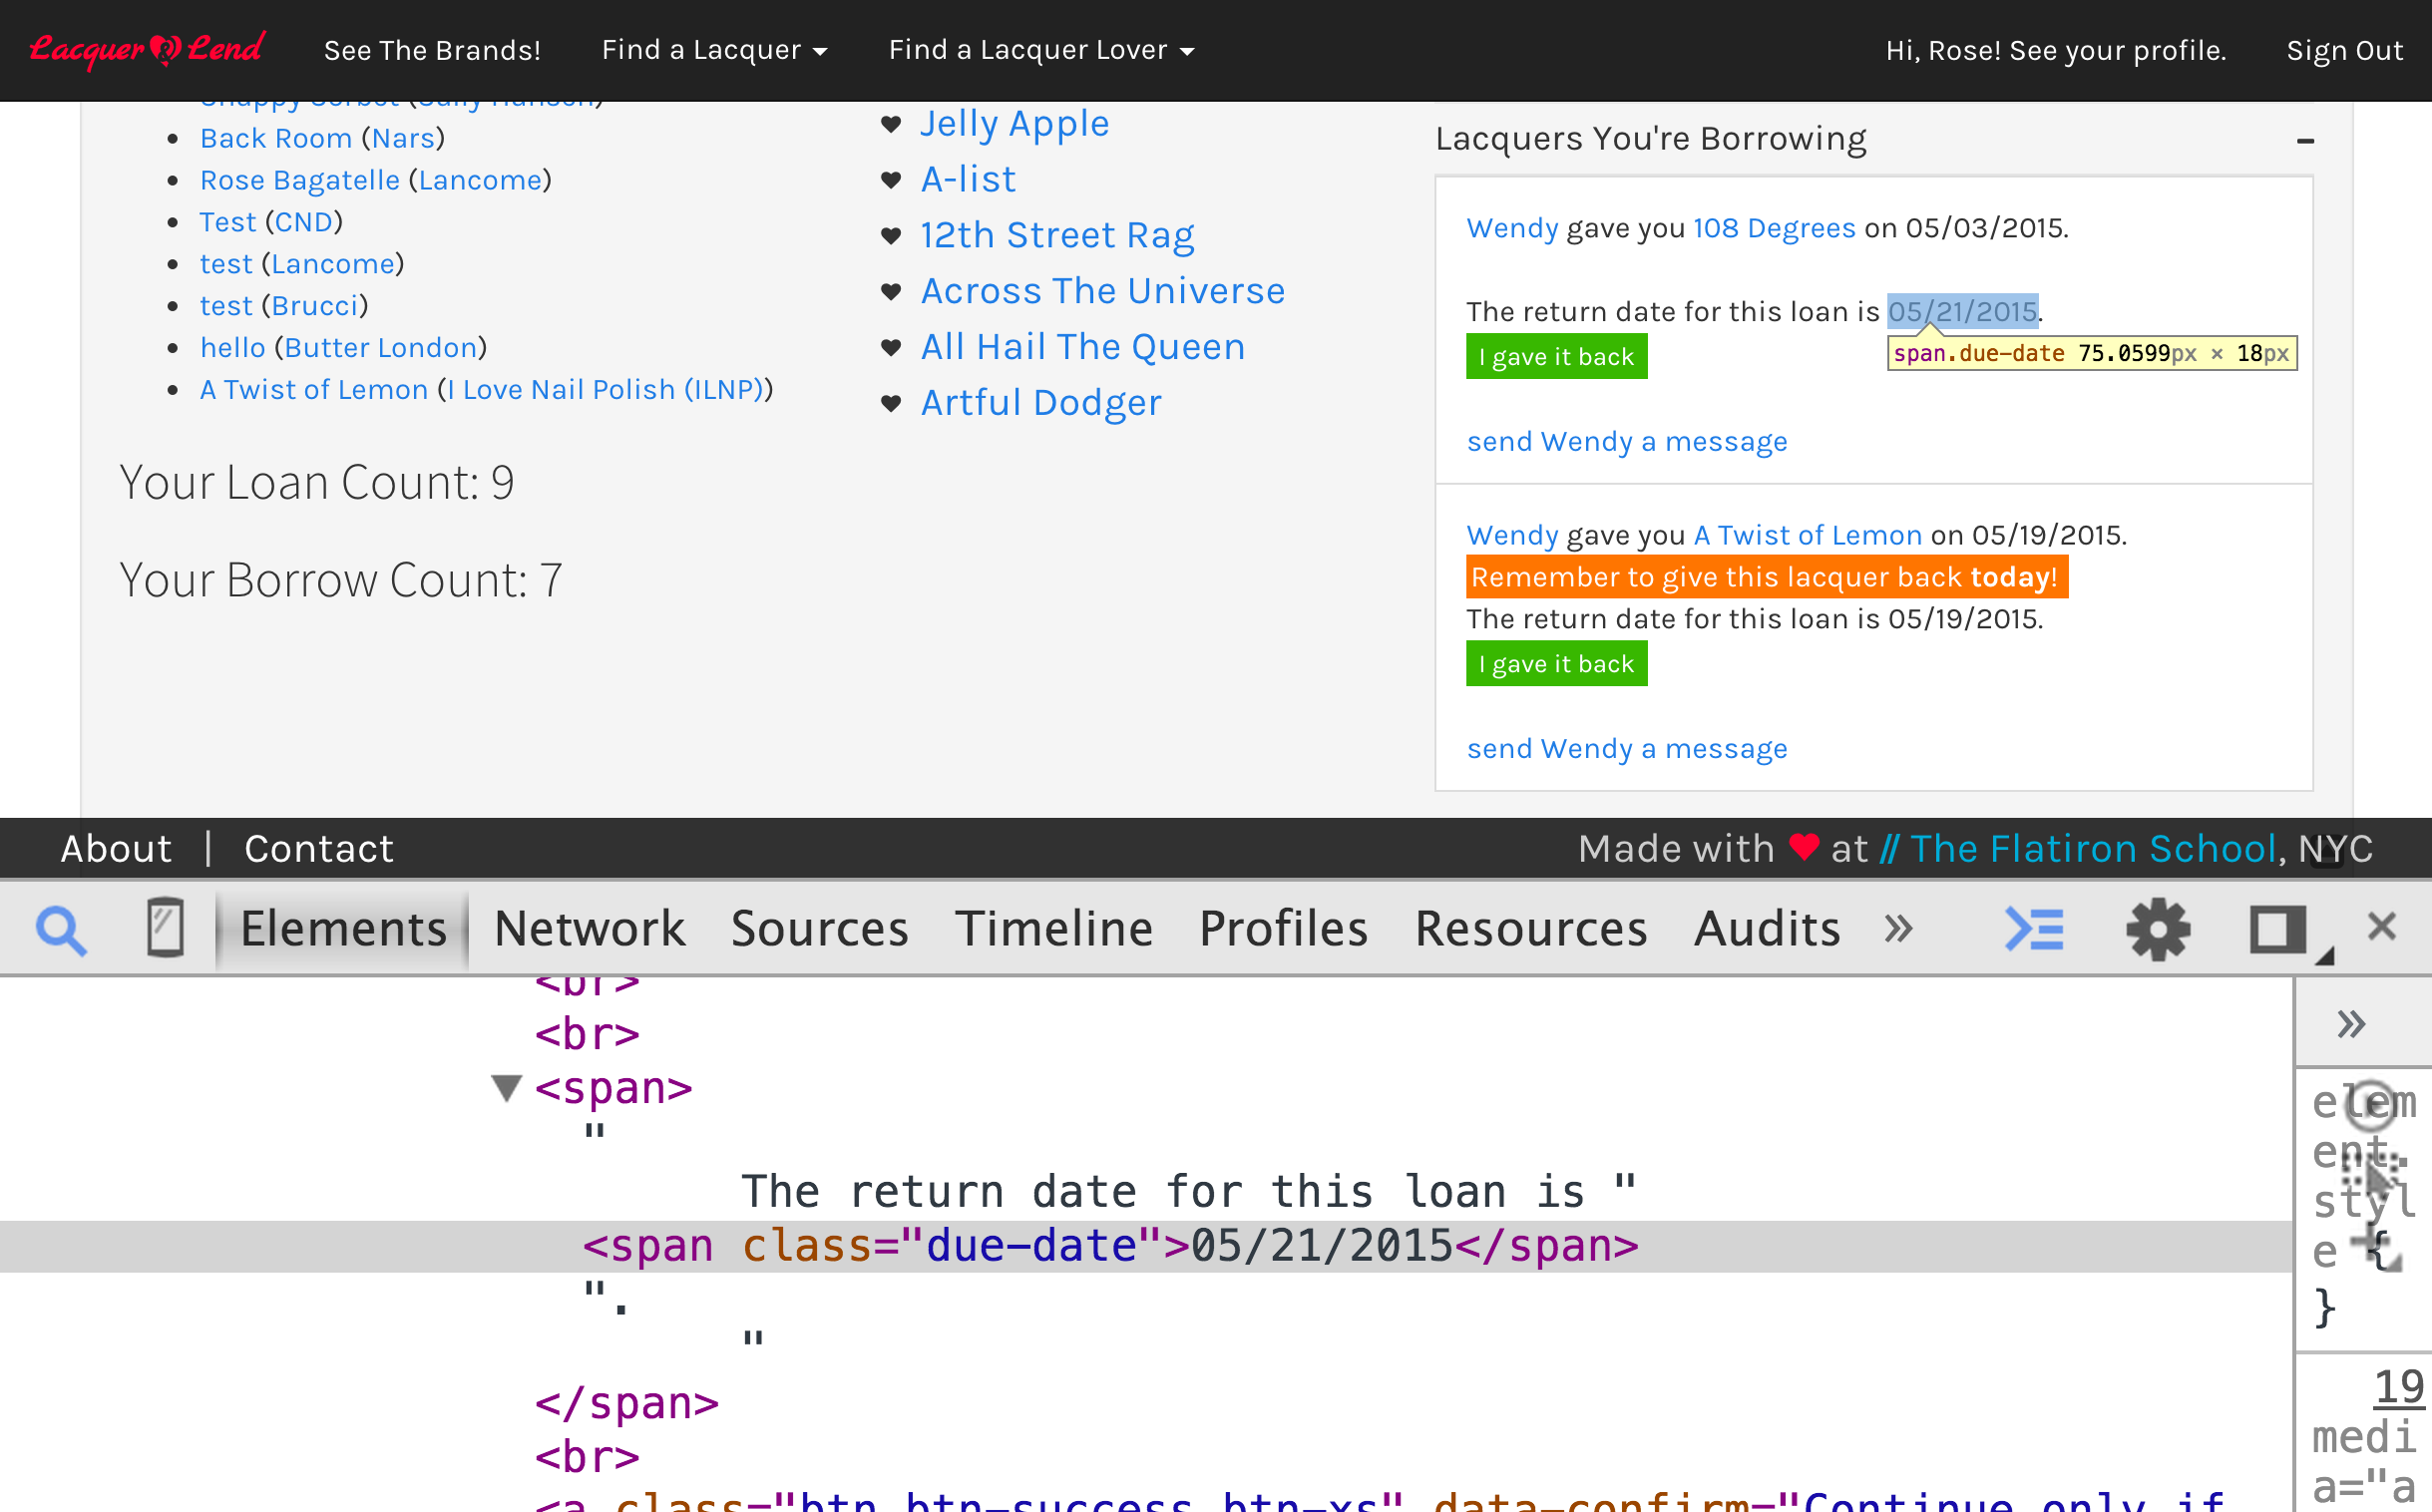 Lacquer & Lend See The Brands! Find a Lacquer Find a Lacquer Lover Hi, Rose! See your profile. Sign Out
Snappy Sorbet (Sally Hansen)
Back Room (Nars)
Rose Bagatelle (Lancome)
Test (CND)
test (Lancome)
test (Brucci)
hello (Butter London)
A Twist of Lemon (I Love Nail Polish (ILNP))
Your Loan Count: 9
Your Borrow Count: 7
Jelly Apple
A-list
12th Street Rag
Across The Universe
All Hail The Queen
Artful Dodger
Lacquers You're Borrowing
Wendy gave you 108 Degrees on 05/03/2015.
The return date for this loan is 05/21/2015.
span.due-date 75.0599px × 18px
I gave it back
send Wendy a message
Wendy gave you A Twist of Lemon on 05/19/2015.
Remember to give this lacquer back today!
The return date for this loan is 05/19/2015.
I gave it back
send Wendy a message
About | Contact Made with ♥ at // The Flatiron School, NYC
Elements Network Sources Timeline Profiles Resources Audits »
<br>
<br>
<span>
"
The return date for this loan is "
<span class="due-date">05/21/2015</span>
".
"
</span>
<br>
<a class="btn btn-success btn-xs" data-confirm="Continue only if
»
elem
ent.
styl
e {
}
19
medi
a="a